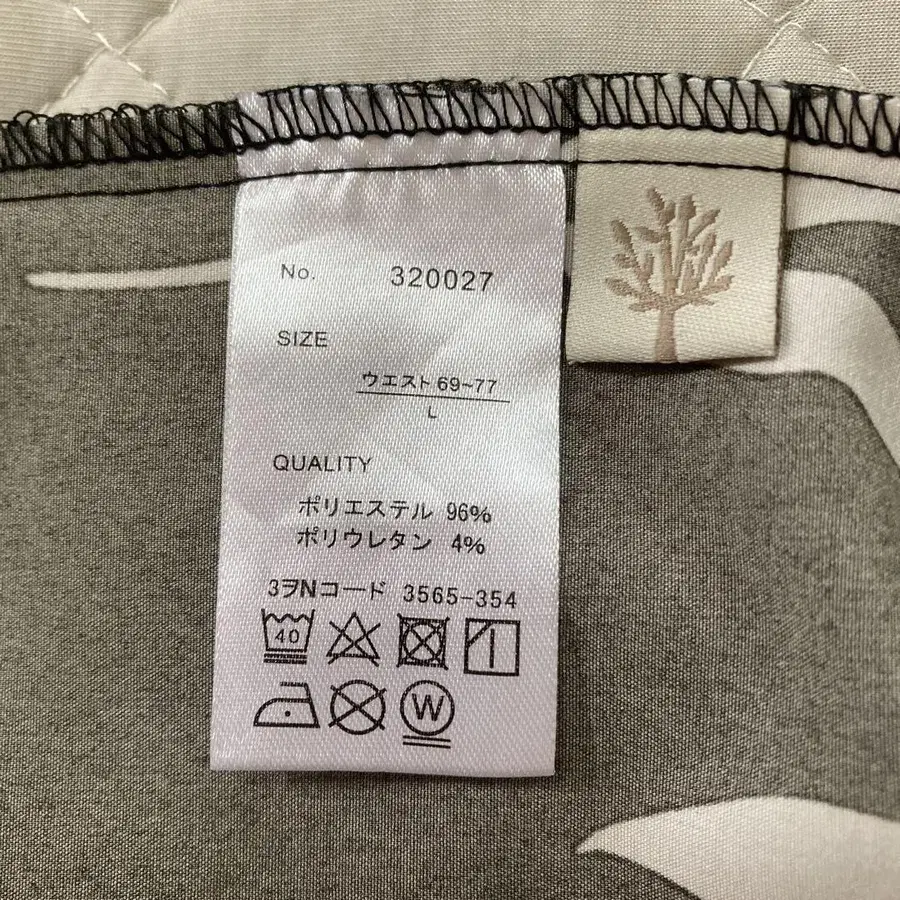 No. 320027
SIZE
ウエスト 69~77
L
QUALITY
ポリエステル 96%
ポリウレタン 4%
3ヲNコード 3565-354
40
W